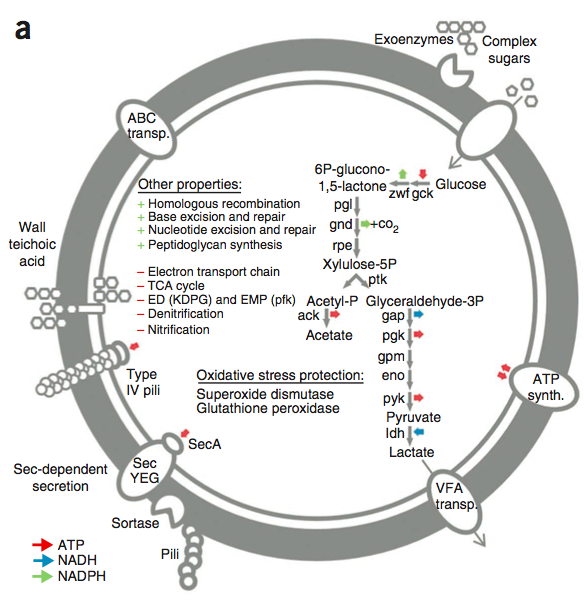 a
Exoenzymes
Complex
sugars
ABC
transp.
6P-glucono-
1,5-lactone
zwf gck
Glucose
Other properties:
+ Homologous recombination
+ Base excision and repair
+ Nucleotide excision and repair
+ Peptidoglycan synthesis
pgl
gnd
+co2
rpe
Xylulose-5P
ptk
Wall
teichoic
acid
− Electron transport chain
− TCA cycle
− ED (KDPG) and EMP (pfk)
− Denitrification
− Nitrification
Acetyl-P
Glyceraldehyde-3P
ack
Acetate
gap
pgk
gpm
eno
pyk
Pyruvate
ldh
Lactate
Type
IV pili
Oxidative stress protection:
Superoxide dismutase
Glutathione peroxidase
ATP
synth.
SecA
Sec
YEG
Sec-dependent
secretion
VFA
transp.
Sortase
Pili
ATP
NADH
NADPH